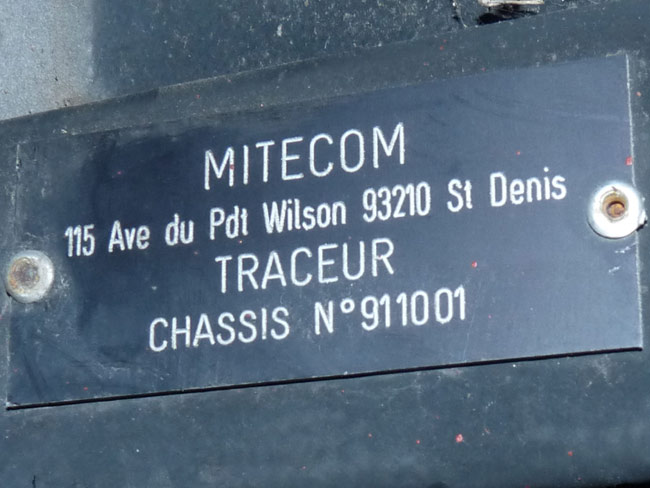 MITECOM
115 Ave du Pdt Wilson 93210 St Denis
TRACEUR
CHASSIS N°911001